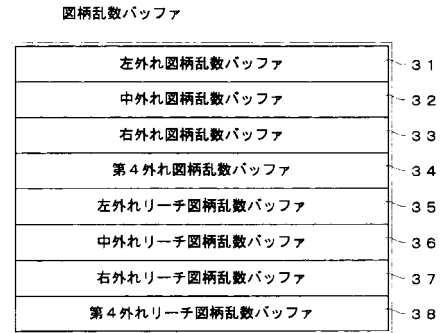 図柄乱数バッファ
左外れ図柄乱数バッファ 31
中外れ図柄乱数バッファ 32
右外れ図柄乱数バッファ 33
第4外れ図柄乱数バッファ 34
左外れリーチ図柄乱数バッファ 35
中外れリーチ図柄乱数バッファ 36
右外れリーチ図柄乱数バッファ 37
第4外れリーチ図柄乱数バッファ 38